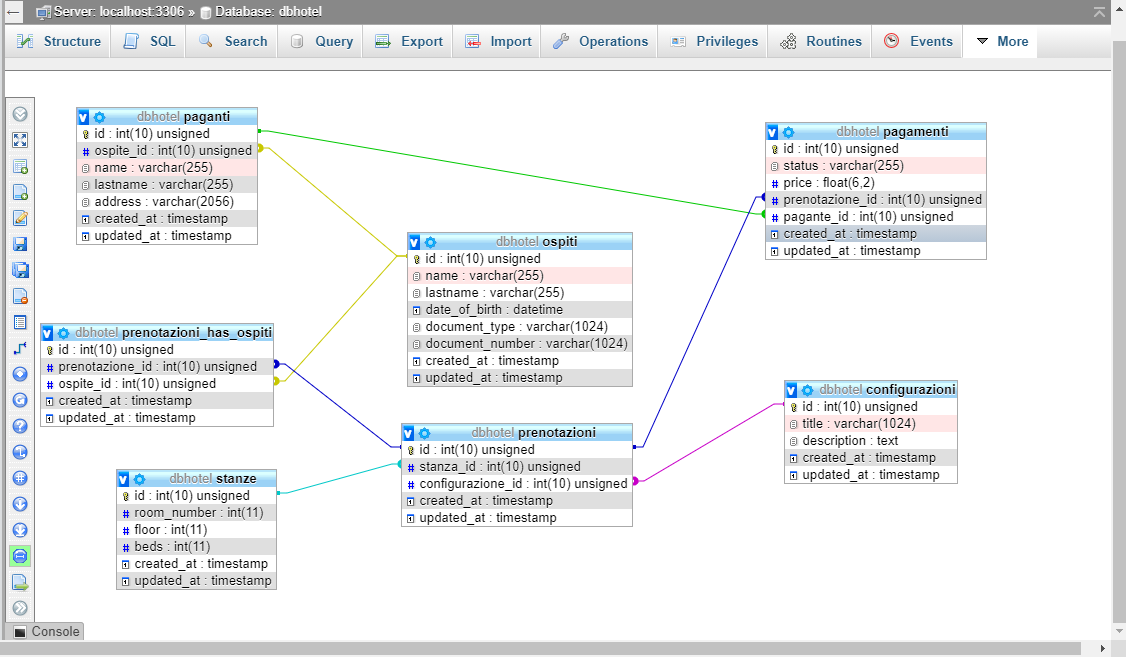 Server: localhost:3306 » Database: dbhotel
Structure SQL Search Query Export Import Operations Privileges Routines Events More
dbhotel paganti
id : int(10) unsigned
ospite_id : int(10) unsigned
name : varchar(255)
lastname : varchar(255)
address : varchar(2056)
created_at : timestamp
updated_at : timestamp
dbhotel pagamenti
id : int(10) unsigned
status : varchar(255)
price : float(6,2)
prenotazione_id : int(10) unsigned
pagante_id : int(10) unsigned
created_at : timestamp
updated_at : timestamp
dbhotel ospiti
id : int(10) unsigned
name : varchar(255)
lastname : varchar(255)
date_of_birth : datetime
document_type : varchar(1024)
document_number : varchar(1024)
created_at : timestamp
updated_at : timestamp
dbhotel prenotazioni_has_ospiti
id : int(10) unsigned
prenotazione_id : int(10) unsigned
ospite_id : int(10) unsigned
created_at : timestamp
updated_at : timestamp
dbhotel configurazioni
id : int(10) unsigned
title : varchar(1024)
description : text
created_at : timestamp
updated_at : timestamp
dbhotel prenotazioni
id : int(10) unsigned
stanza_id : int(10) unsigned
configurazione_id : int(10) unsigned
created_at : timestamp
updated_at : timestamp
dbhotel stanze
id : int(10) unsigned
room_number : int(11)
floor : int(11)
beds : int(11)
created_at : timestamp
updated_at : timestamp
Console